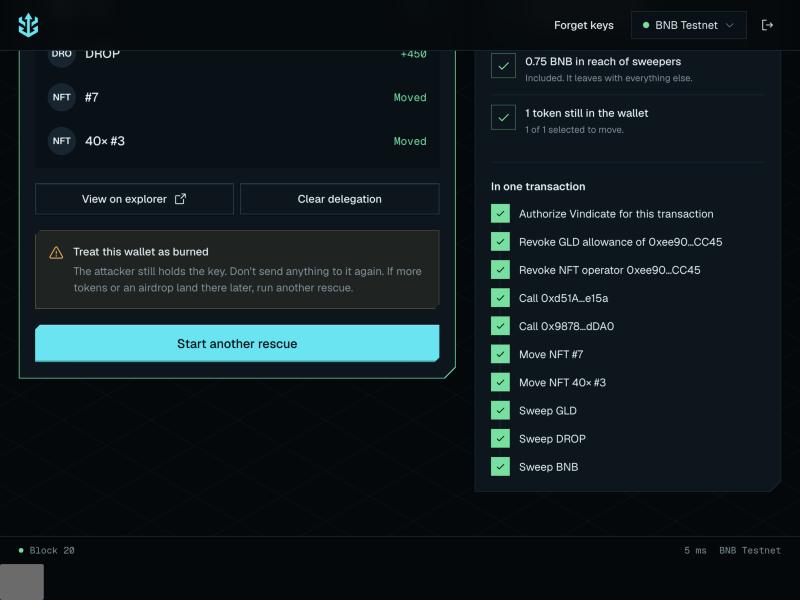 Forget keys
BNB Testnet
DRO DROP +450
NFT #7 Moved
NFT 40× #3 Moved
View on explorer
Clear delegation
Treat this wallet as burned
The attacker still holds the key. Don't send anything to it again. If more
tokens or an airdrop land there later, run another rescue.
Start another rescue
0.75 BNB in reach of sweepers
Included. It leaves with everything else.
1 token still in the wallet
1 of 1 selected to move.
In one transaction
Authorize Vindicate for this transaction
Revoke GLD allowance of 0xee90…CC45
Revoke NFT operator 0xee90…CC45
Call 0xd51A…e15a
Call 0x9878…dDA0
Move NFT #7
Move NFT 40× #3
Sweep GLD
Sweep DROP
Sweep BNB
Block 20
5 ms BNB Testnet